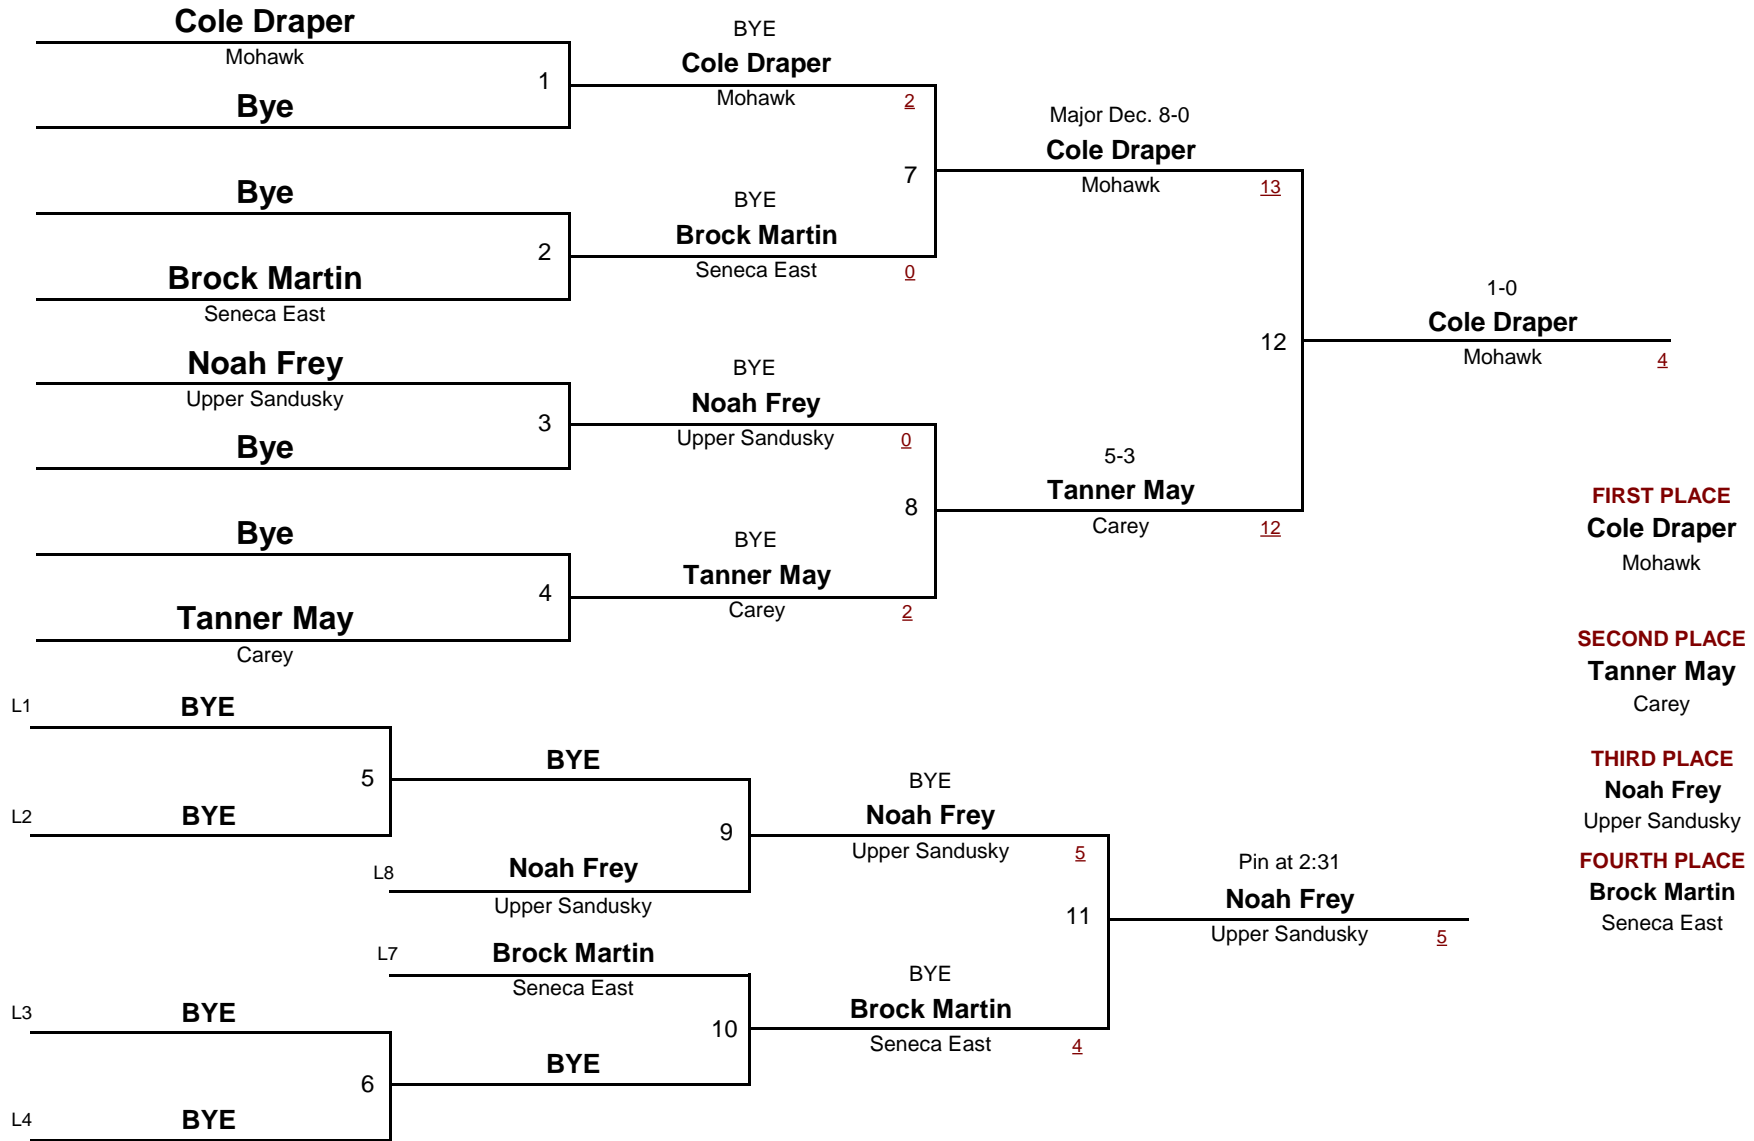 Cole Draper
Mohawk
1
Bye
BYE
Cole Draper
Mohawk 2
Bye
2
Brock Martin
Seneca East
BYE
Brock Martin
Seneca East 0
7
Major Dec. 8-0
Cole Draper
Mohawk 13
Noah Frey
Upper Sandusky
3
Bye
BYE
Noah Frey
Upper Sandusky 0
Bye
4
Tanner May
Carey
BYE
Tanner May
Carey 2
8
5-3
Tanner May
Carey 12
12
1-0
Cole Draper
Mohawk 4
FIRST PLACE
Cole Draper
Mohawk
SECOND PLACE
Tanner May
Carey
THIRD PLACE
Noah Frey
Upper Sandusky
FOURTH PLACE
Brock Martin
Seneca East
L1 BYE
5
L2 BYE
BYE
9
L8 Noah Frey
Upper Sandusky
BYE
Noah Frey
Upper Sandusky 5
L7 Brock Martin
Seneca East
10
BYE
L3 BYE
6
L4 BYE
BYE
Brock Martin
Seneca East 4
11
Pin at 2:31
Noah Frey
Upper Sandusky 5